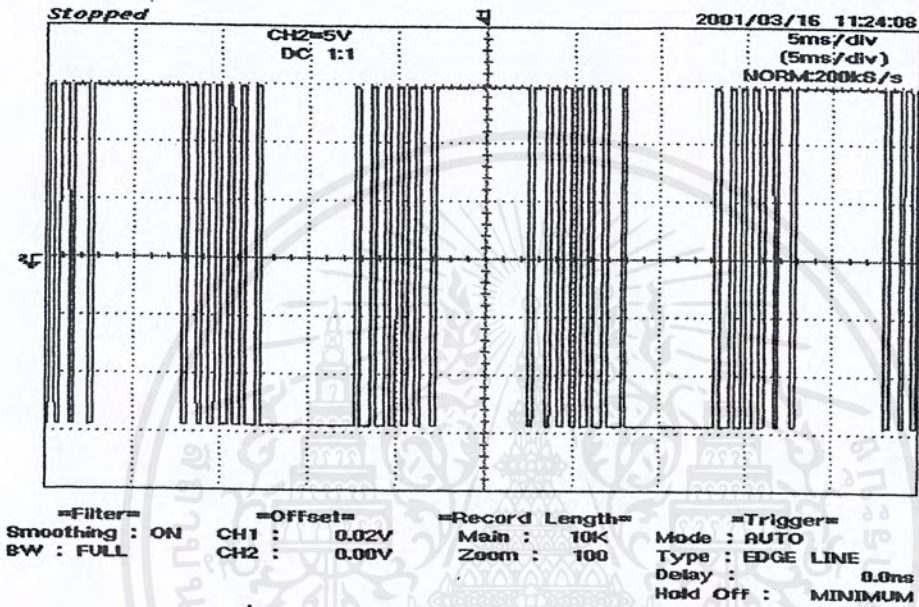 Stopped
2001/03/16 11:24:08
CH2=5V
DC 1:1
5ms/div
(5ms/div)
NORM:200kS/s
=Filter=
Smoothing : ON
BW : FULL
=Offset=
CH1 : 0.02V
CH2 : 0.00V
=Record Length=
Main : 10K
Zoom : 100
=Trigger=
Mode : AUTO
Type : EDGE LINE
Delay : 0.0ns
Hold Off : MINIMUM